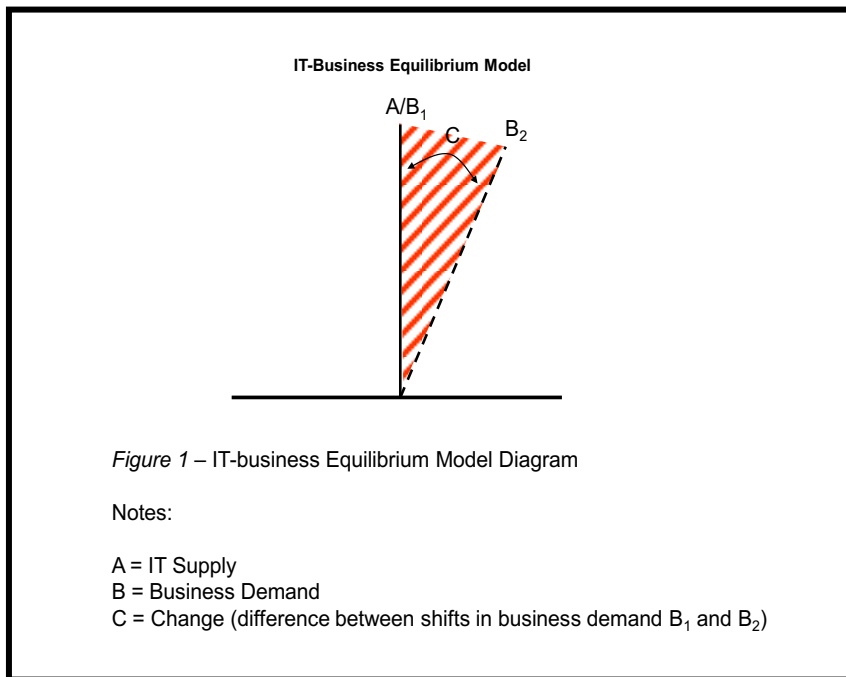 IT-Business Equilibrium Model
A/B₁
B₂
C
Figure 1 – IT-business Equilibrium Model Diagram
Notes:
A = IT Supply
B = Business Demand
C = Change (difference between shifts in business demand B₁ and B₂)